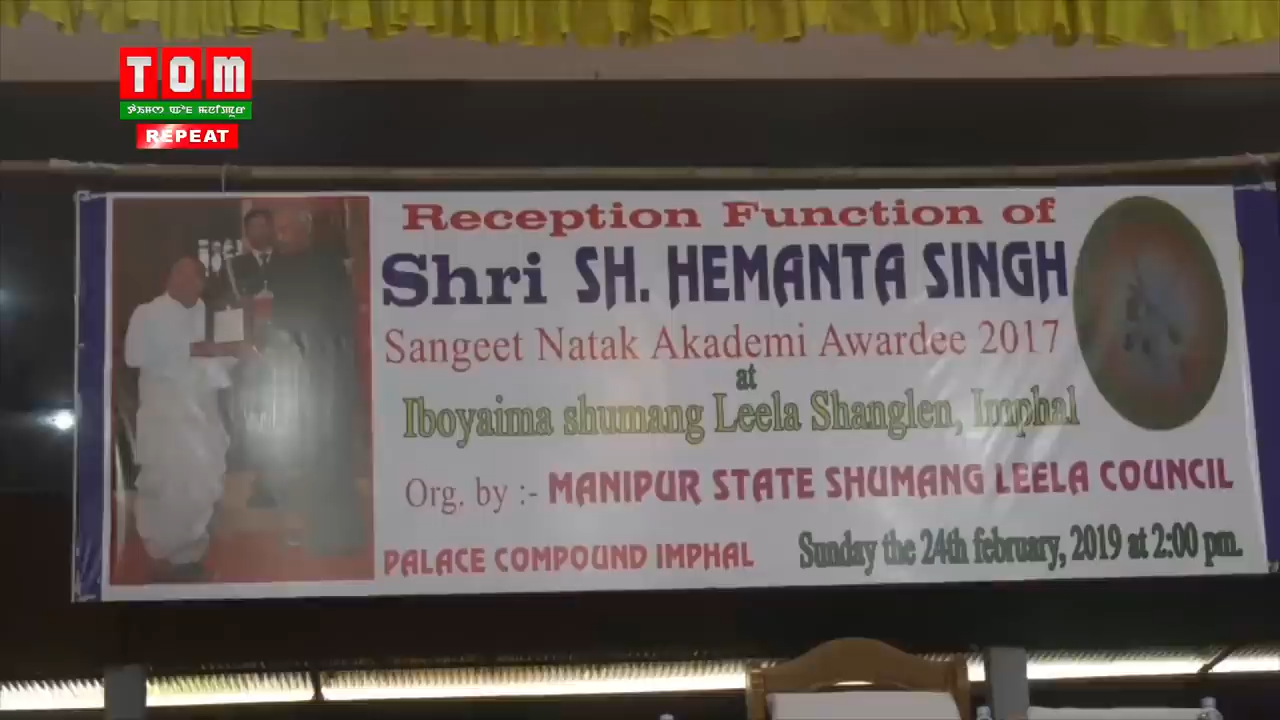 TOM
REPEAT
Reception Function of
Shri SH. HEMANTA SINGH
Sangeet Natak Akademi Awardee 2017
at
Iboyaima shumang Leela Shanglen, Imphal
Org. by :- MANIPUR STATE SHUMANG LEELA COUNCIL
PALACE COMPOUND IMPHAL
Sunday the 24th february, 2019 at 2:00 pm.